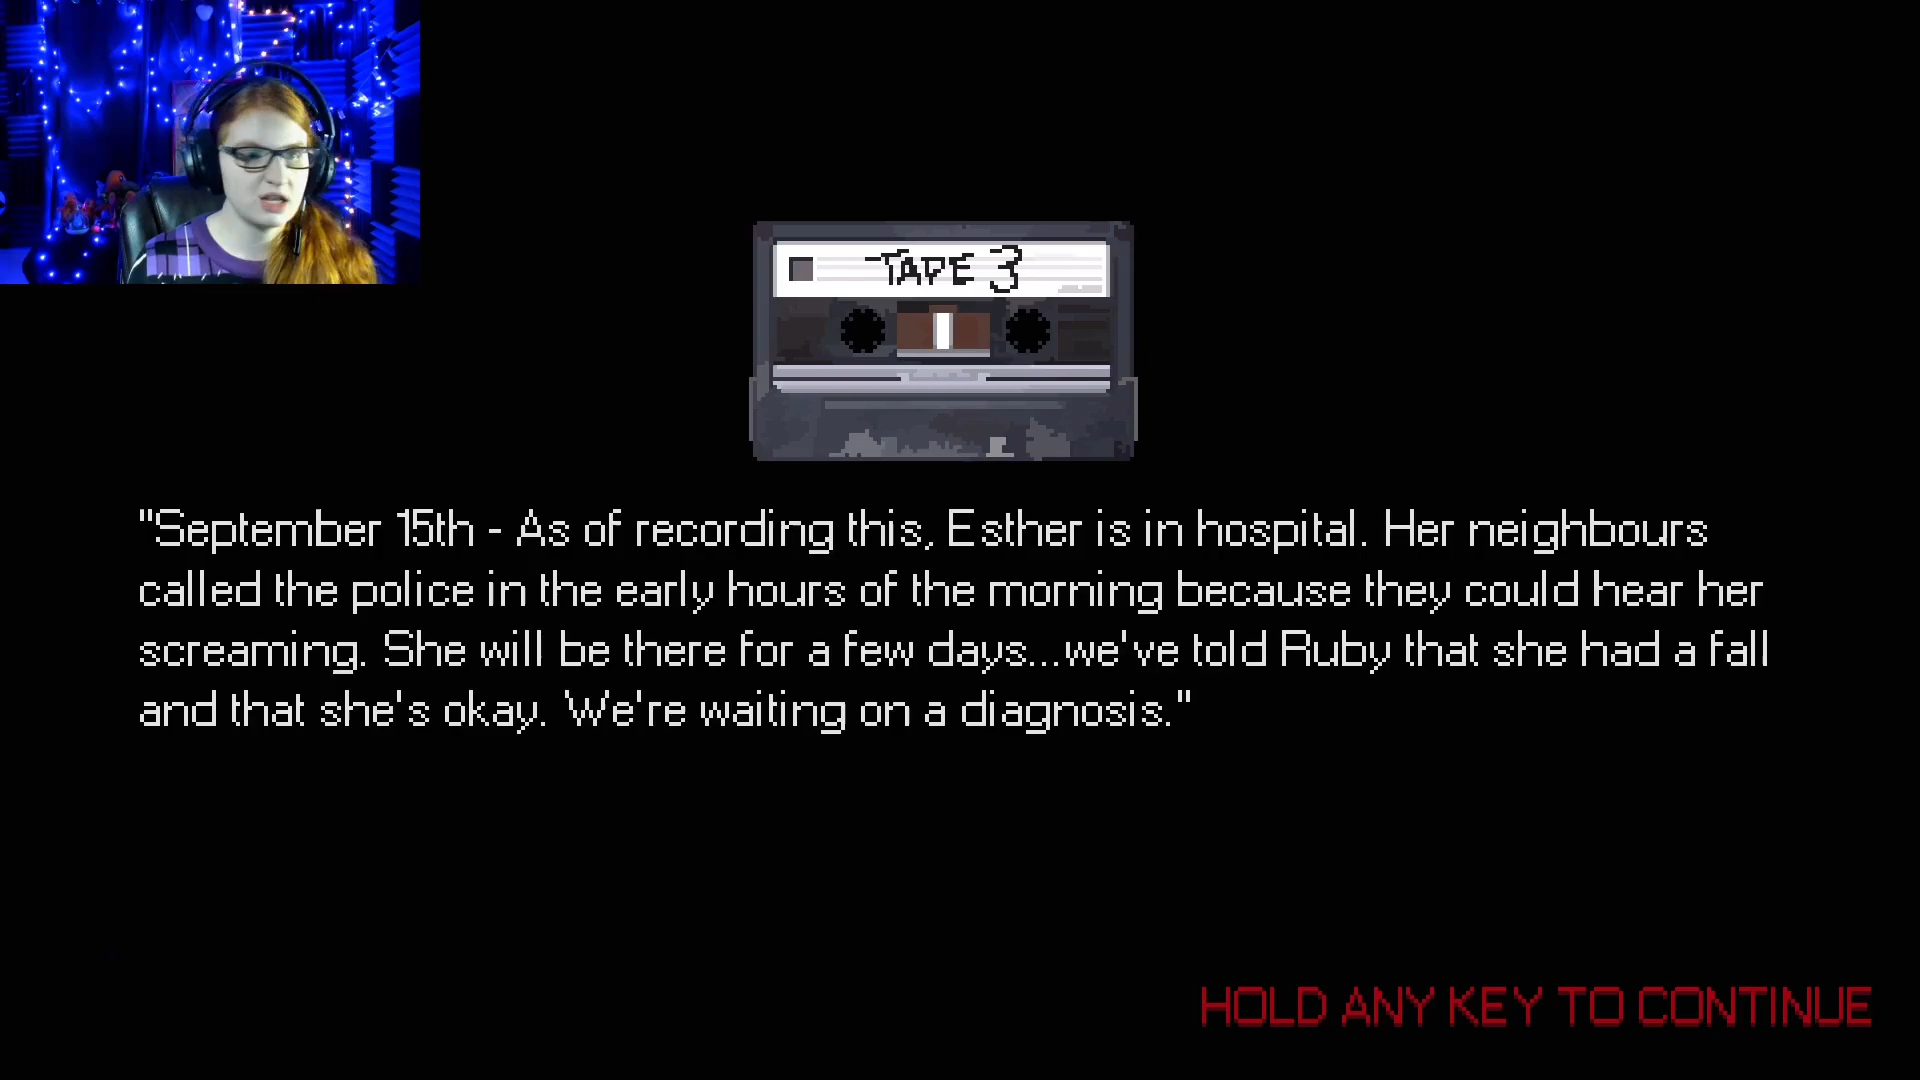 TAPE 3
"September 15th - As of recording this, Esther is in hospital. Her neighbours
called the police in the early hours of the morning because they could hear her
screaming. She will be there for a few days...we've told Ruby that she had a fall
and that she's okay. We're waiting on a diagnosis."
HOLD ANY KEY TO CONTINUE